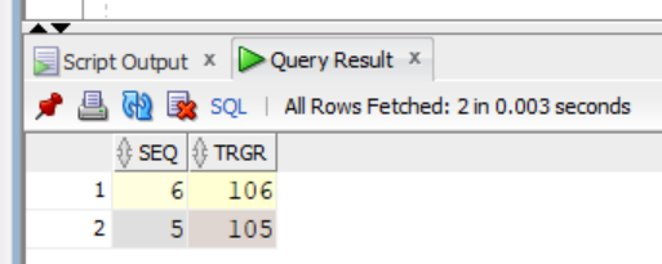 Script Output x Query Result x
SQL | All Rows Fetched: 2 in 0.003 seconds
SEQ TRGR
1 6 106
2 5 105